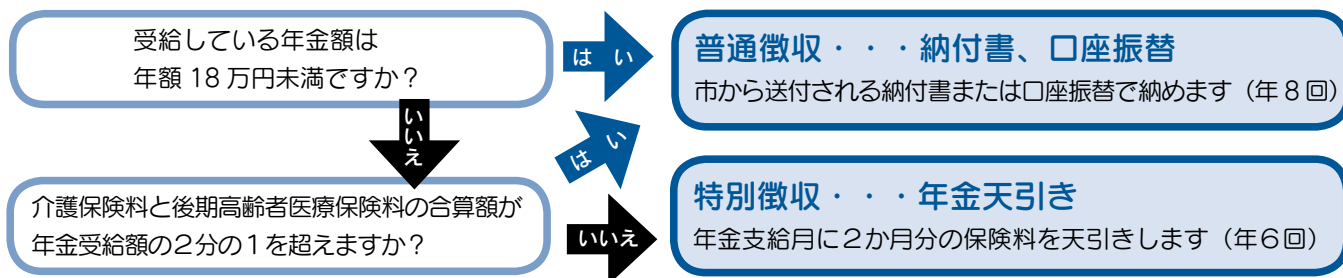 受給している年金額は
年額 18 万円未満ですか?
はい
普通徴収・・・納付書、口座振替
市から送付される納付書または口座振替で納めます（年８回）
いいえ
はい
介護保険料と後期高齢者医療保険料の合算額が
年金受給額の２分の１を超えますか?
いいえ
特別徴収・・・年金天引き
年金支給月に２か月分の保険料を天引きします（年６回）